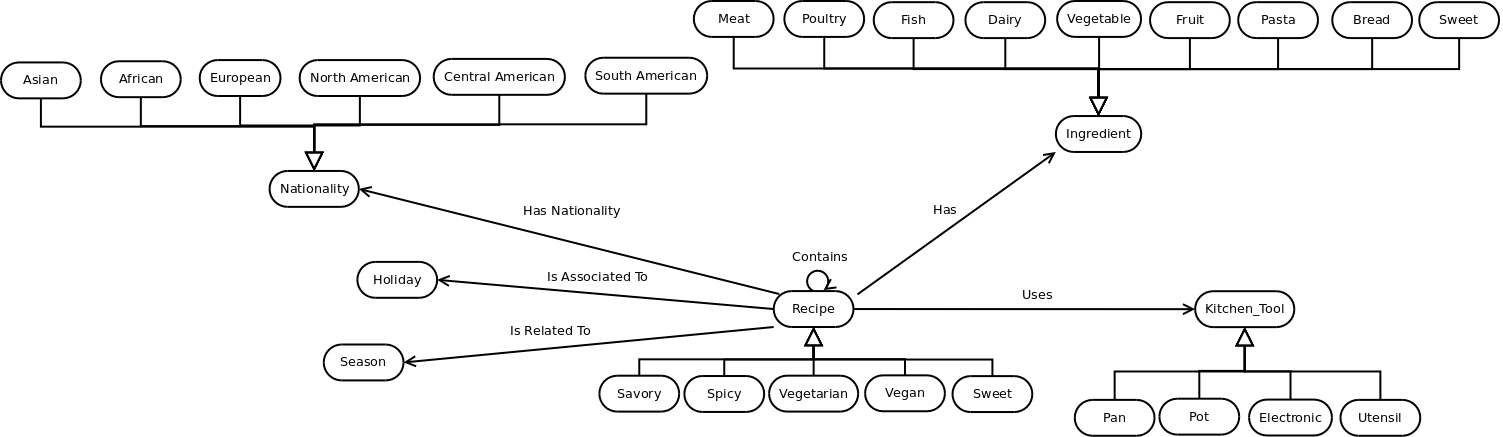 Meat
Poultry
Fish
Dairy
Vegetable
Fruit
Pasta
Bread
Sweet
Asian
African
European
North American
Central American
South American
Ingredient
Nationality
Has Nationality
Has
Contains
Holiday
Is Associated To
Recipe
Uses
Kitchen_Tool
Is Related To
Season
Savory
Spicy
Vegetarian
Vegan
Sweet
Pan
Pot
Electronic
Utensil